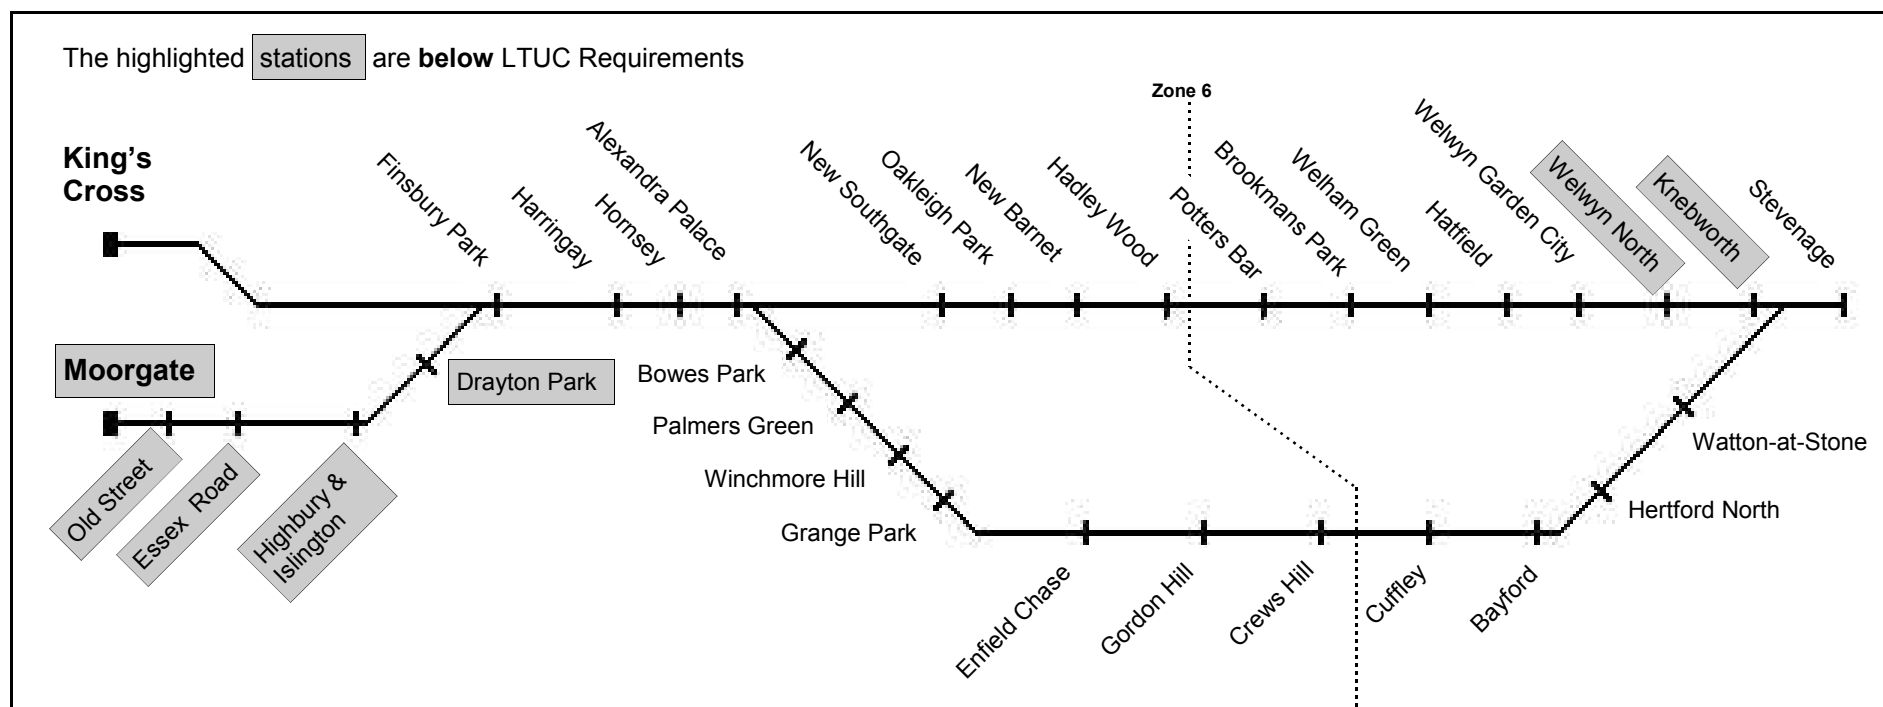 The highlighted stations are below LTUC Requirements
Zone 6
King's
Cross
Finsbury Park
Harringay
Hornsey
Alexandra Palace
New Southgate
Oakleigh Park
New Barnet
Hadley Wood
Potters Bar
Brookmans Park
Welham Green
Hatfield
Welwyn Garden City
Welwyn North
Knebworth
Stevenage
Moorgate
Drayton Park
Old Street
Essex Road
Highbury &
Islington
Bowes Park
Palmers Green
Winchmore Hill
Grange Park
Enfield Chase
Gordon Hill
Crews Hill
Cuffley
Bayford
Hertford North
Watton-at-Stone